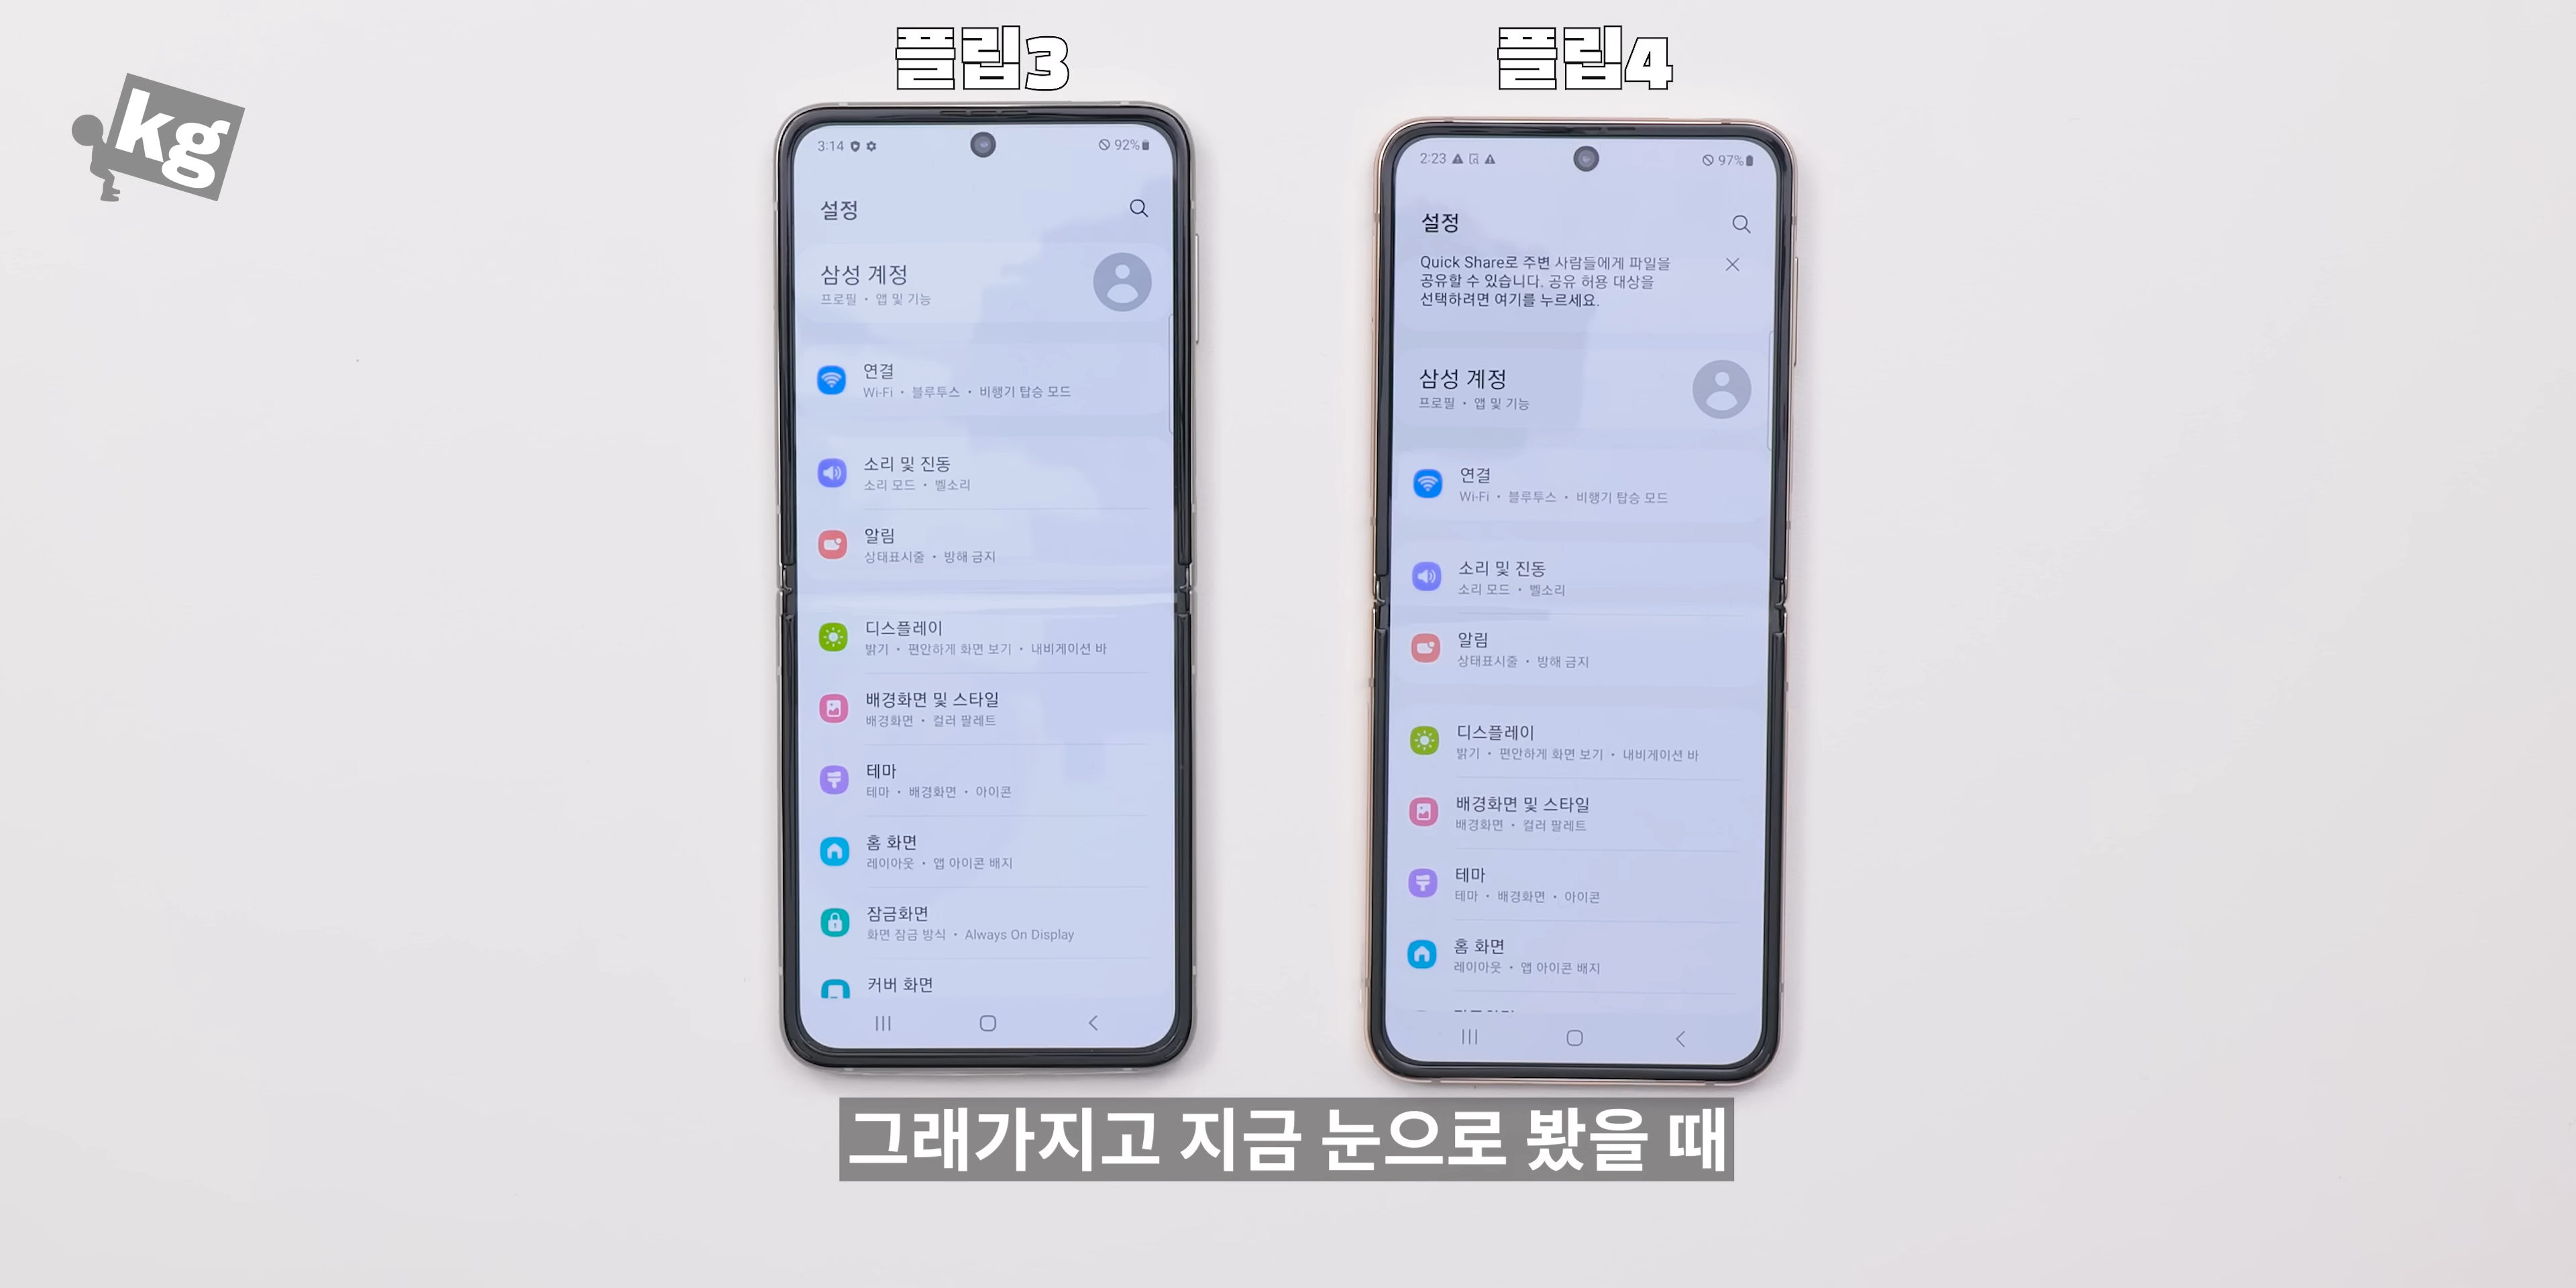 플립3
플립4
kg
3:14
92%
설정
삼성 계정
프로필 • 앱 및 기능
연결
Wi-Fi • 블루투스 • 비행기 탑승 모드
소리 및 진동
소리 모드 • 벨소리
알림
상태표시줄 • 방해 금지
디스플레이
밝기 • 편안하게 화면 보기 • 내비게이션 바
배경화면 및 스타일
배경화면 • 컬러 팔레트
테마
테마 • 배경화면 • 아이콘
홈 화면
레이아웃 • 앱 아이콘 배지
잠금화면
화면 잠금 방식 • Always On Display
커버 화면
2:23
97%
설정
Quick Share로 주변 사람들에게 파일을
공유할 수 있습니다. 공유 허용 대상을
선택하려면 여기를 누르세요.
삼성 계정
프로필 • 앱 및 기능
연결
Wi-Fi • 블루투스 • 비행기 탑승 모드
소리 및 진동
소리 모드 • 벨소리
알림
상태표시줄 • 방해 금지
디스플레이
밝기 • 편안하게 화면 보기 • 내비게이션 바
배경화면 및 스타일
배경화면 • 컬러 팔레트
테마
테마 • 배경화면 • 아이콘
홈 화면
레이아웃 • 앱 아이콘 배지
그래가지고 지금 눈으로 봤을 때